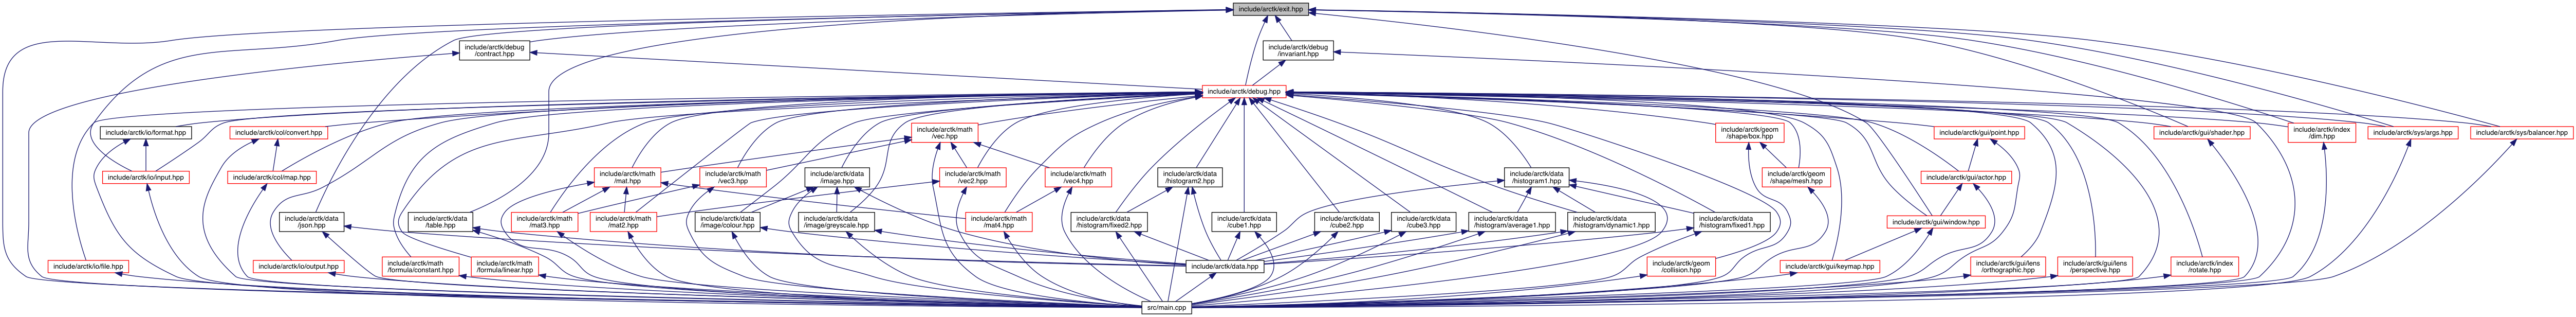 include/arctk/exit.hpp
include/arctk/debug
/contract.hpp
include/arctk/debug
/invariant.hpp
include/arctk/debug.hpp
include/arctk/io/format.hpp
include/arctk/col/convert.hpp
include/arctk/math
/vec.hpp
include/arctk/geom
/shape/box.hpp
include/arctk/gui/point.hpp
include/arctk/gui/shader.hpp
include/arctk/index
/dim.hpp
include/arctk/sys/args.hpp
include/arctk/sys/balancer.hpp
include/arctk/io/input.hpp
include/arctk/col/map.hpp
include/arctk/math
/mat.hpp
include/arctk/math
/vec3.hpp
include/arctk/data
/image.hpp
include/arctk/math
/vec2.hpp
include/arctk/math
/vec4.hpp
include/arctk/data
/histogram2.hpp
include/arctk/data
/histogram1.hpp
include/arctk/geom
/shape/mesh.hpp
include/arctk/gui/actor.hpp
include/arctk/data
/json.hpp
include/arctk/data
/table.hpp
include/arctk/math
/mat3.hpp
include/arctk/math
/mat2.hpp
include/arctk/data
/image/colour.hpp
include/arctk/data
/image/greyscale.hpp
include/arctk/math
/mat4.hpp
include/arctk/data
/histogram/fixed2.hpp
include/arctk/data
/cube1.hpp
include/arctk/data
/cube2.hpp
include/arctk/data
/cube3.hpp
include/arctk/data
/histogram/average1.hpp
include/arctk/data
/histogram/dynamic1.hpp
include/arctk/data
/histogram/fixed1.hpp
include/arctk/gui/window.hpp
include/arctk/io/file.hpp
include/arctk/io/output.hpp
include/arctk/math
/formula/constant.hpp
include/arctk/math
/formula/linear.hpp
include/arctk/data.hpp
include/arctk/geom
/collision.hpp
include/arctk/gui/keymap.hpp
include/arctk/gui/lens
/orthographic.hpp
include/arctk/gui/lens
/perspective.hpp
include/arctk/index
/rotate.hpp
src/main.cpp